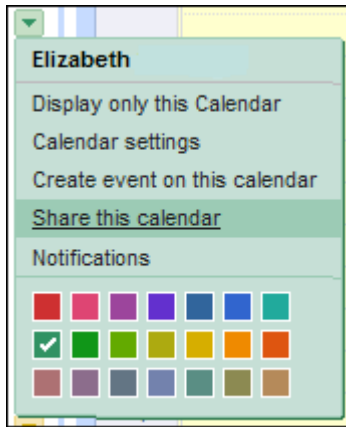 Elizabeth
Display only this Calendar
Calendar settings
Create event on this calendar
Share this calendar
Notifications